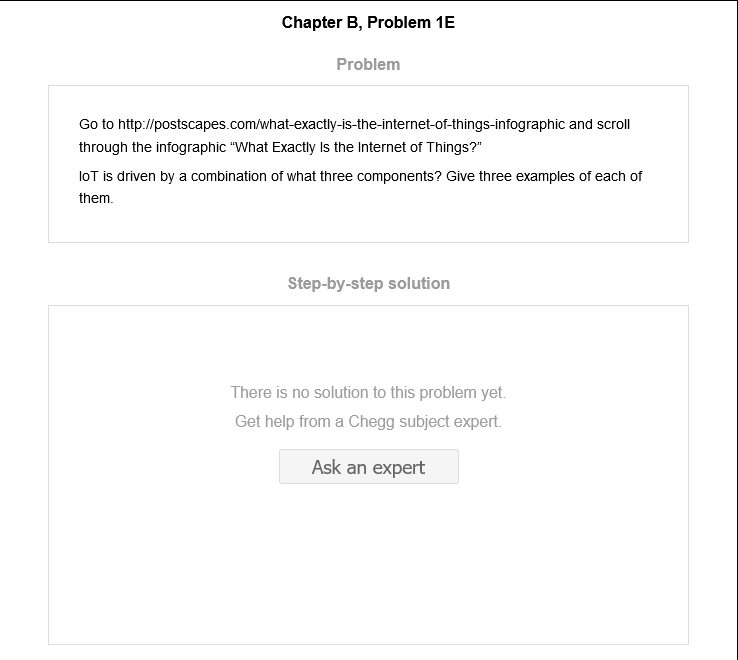 Chapter B, Problem 1E
Problem
Go to http://postscapes.com/what-exactly-is-the-internet-of-things-infographic and scroll
through the infographic “What Exactly Is the Internet of Things?”
IoT is driven by a combination of what three components? Give three examples of each of
them.
Step-by-step solution
There is no solution to this problem yet.
Get help from a Chegg subject expert.
Ask an expert